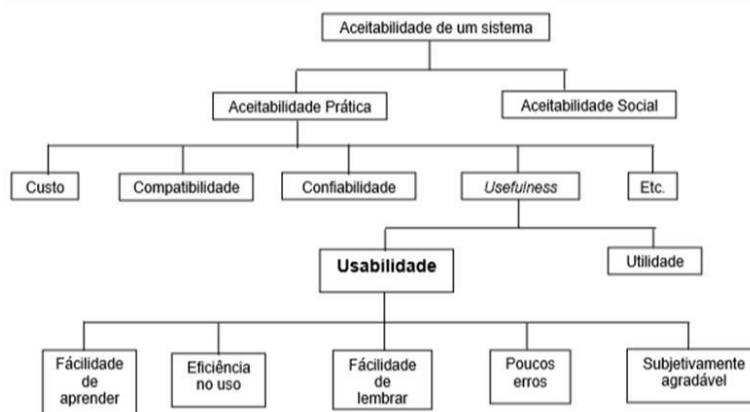 Aceitabilidade de um sistema
Aceitabilidade Prática
Aceitabilidade Social
Custo
Compatibilidade
Confiabilidade
Usefulness
Etc.
Usabilidade
Utilidade
Fácilidade
de
aprender
Eficiência
no uso
Fácilidade
de
lembrar
Poucos
erros
Subjetivamente
agradável